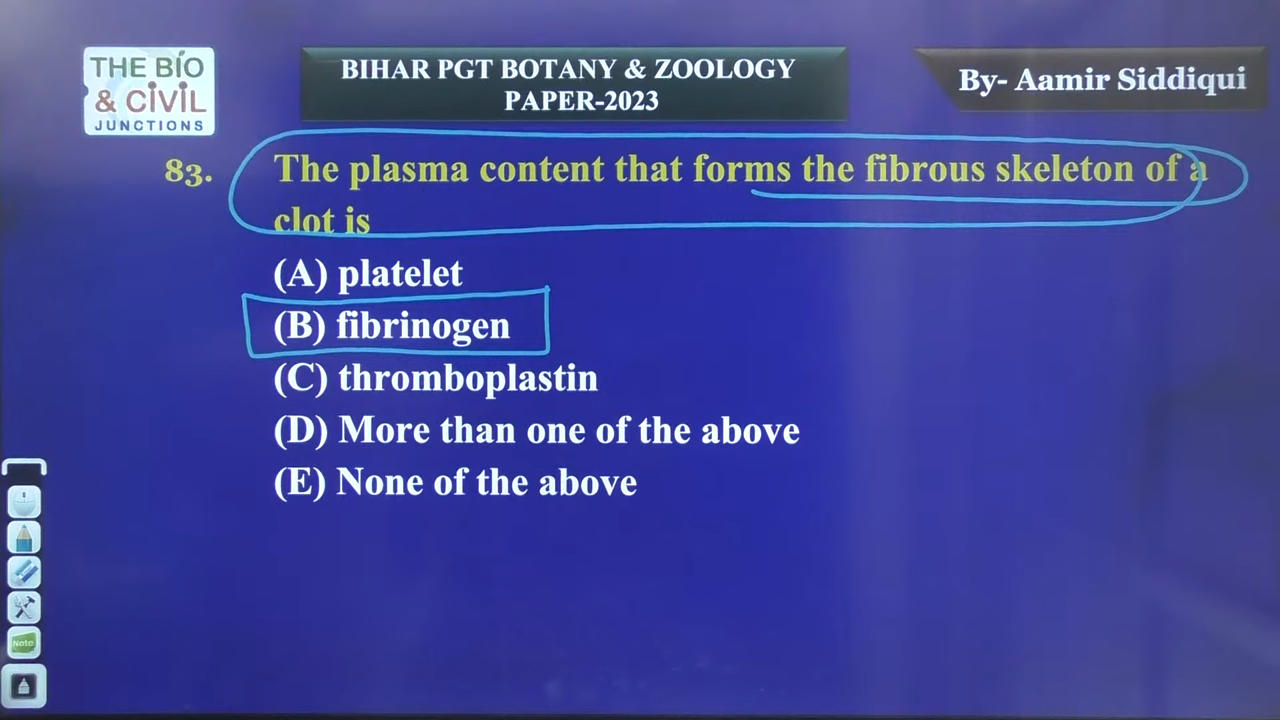 THE BIO
& CIVIL
JUNCTIONS
BIHAR PGT BOTANY & ZOOLOGY
PAPER-2023
By- Aamir Siddiqui
83. The plasma content that forms the fibrous skeleton of a
clot is
(A) platelet
(B) fibrinogen
(C) thromboplastin
(D) More than one of the above
(E) None of the above
Note